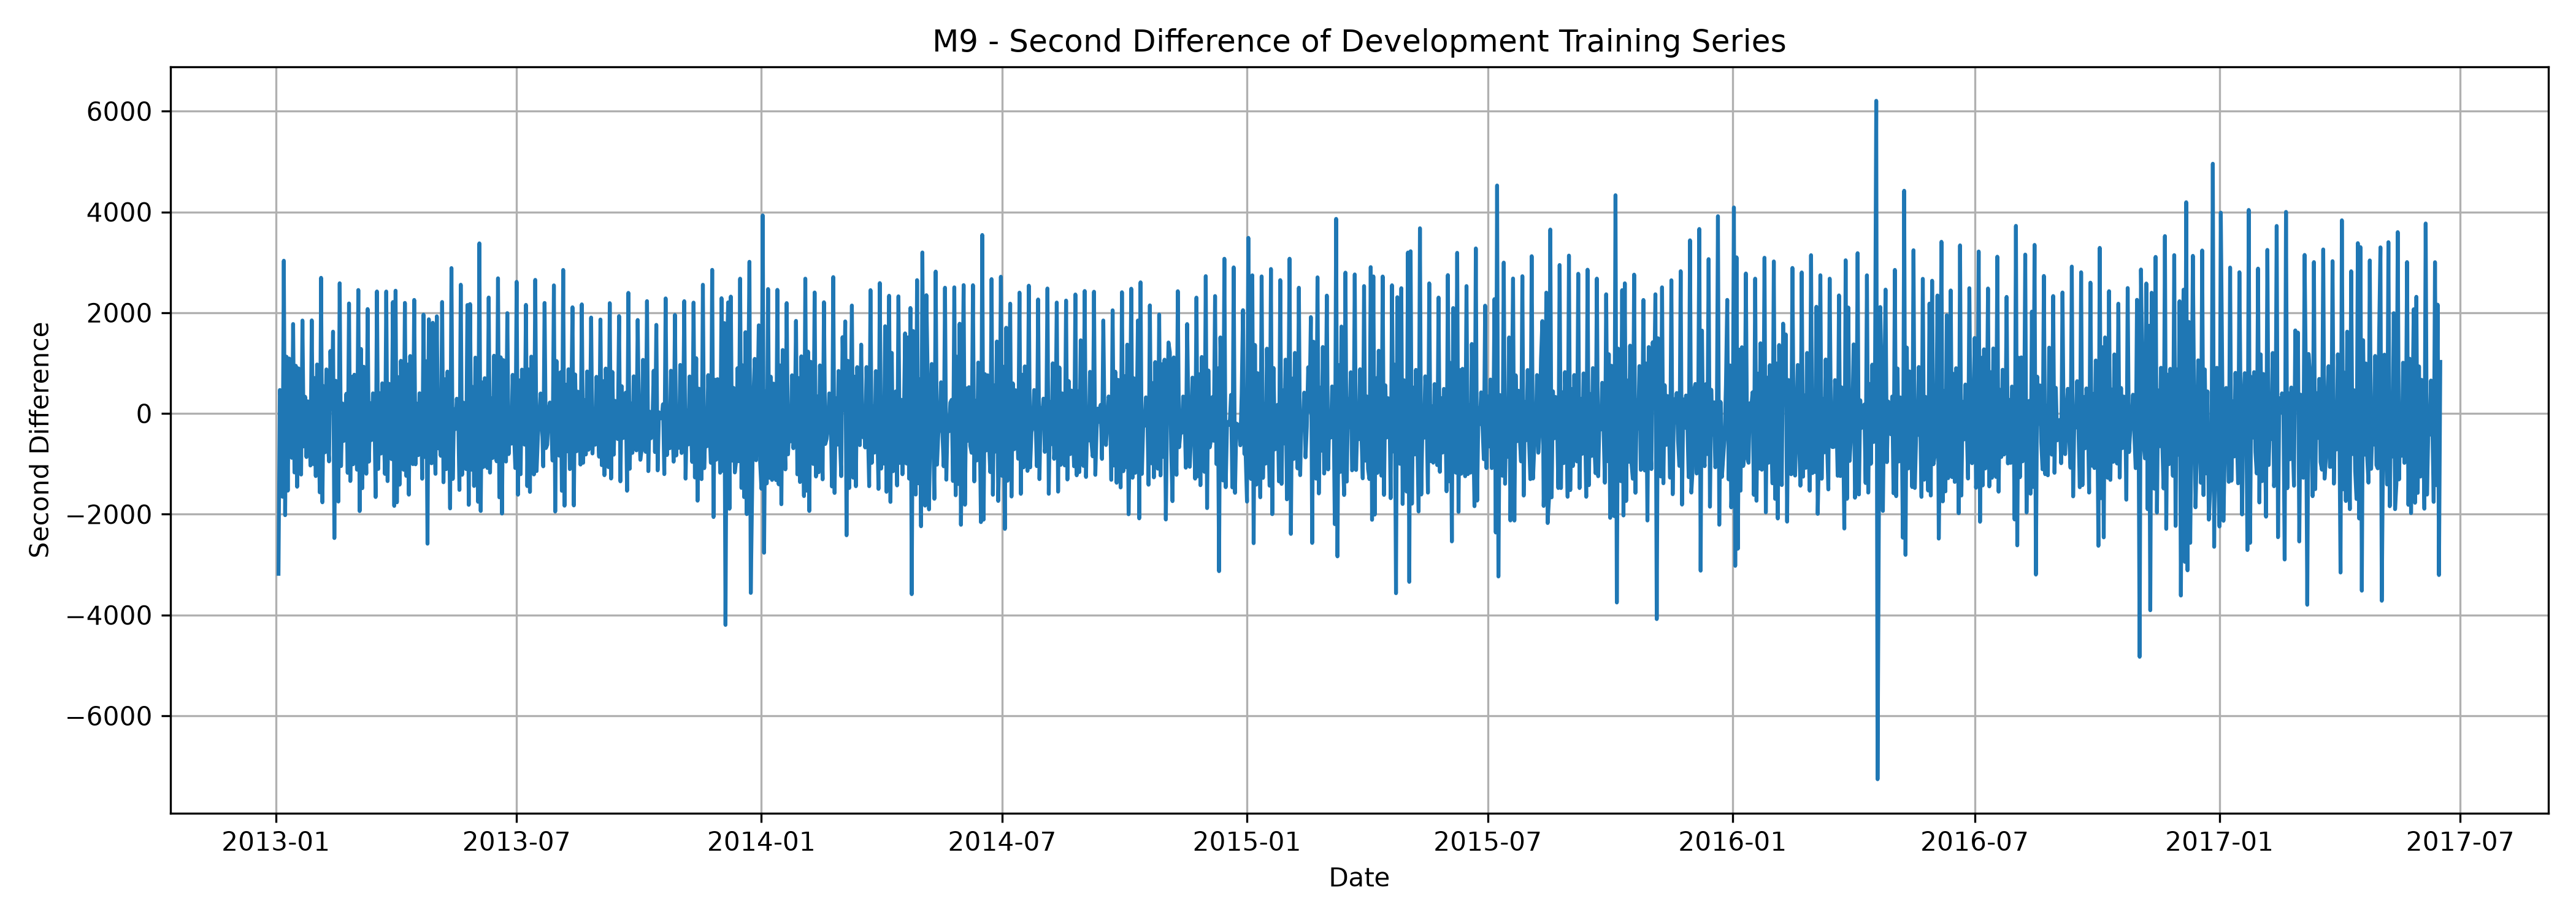 M9 - Second Difference of Development Training Series
Second Difference
6000
4000
2000
0
−2000
−4000
−6000
2013-01 2013-07 2014-01 2014-07 2015-01 2015-07 2016-01 2016-07 2017-01 2017-07
Date